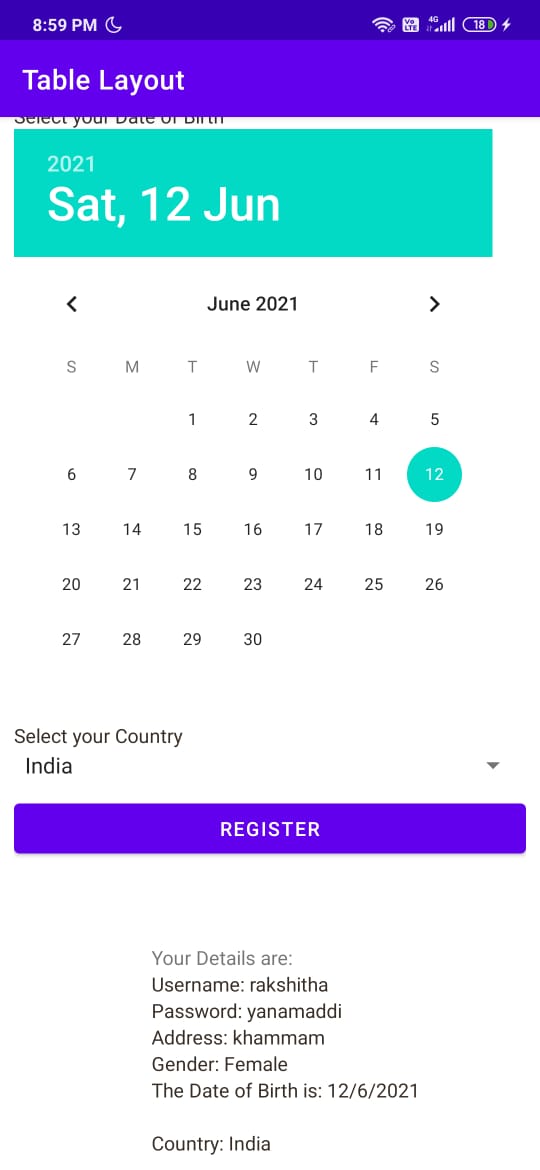 8:59 PM
Vo LTE 4G 18
Table Layout
Select your Date of Birth
2021
Sat, 12 Jun
June 2021
S M T W T F S
1 2 3 4 5
6 7 8 9 10 11 12
13 14 15 16 17 18 19
20 21 22 23 24 25 26
27 28 29 30
Select your Country
India
REGISTER
Your Details are:
Username: rakshitha
Password: yanamaddi
Address: khammam
Gender: Female
The Date of Birth is: 12/6/2021
Country: India